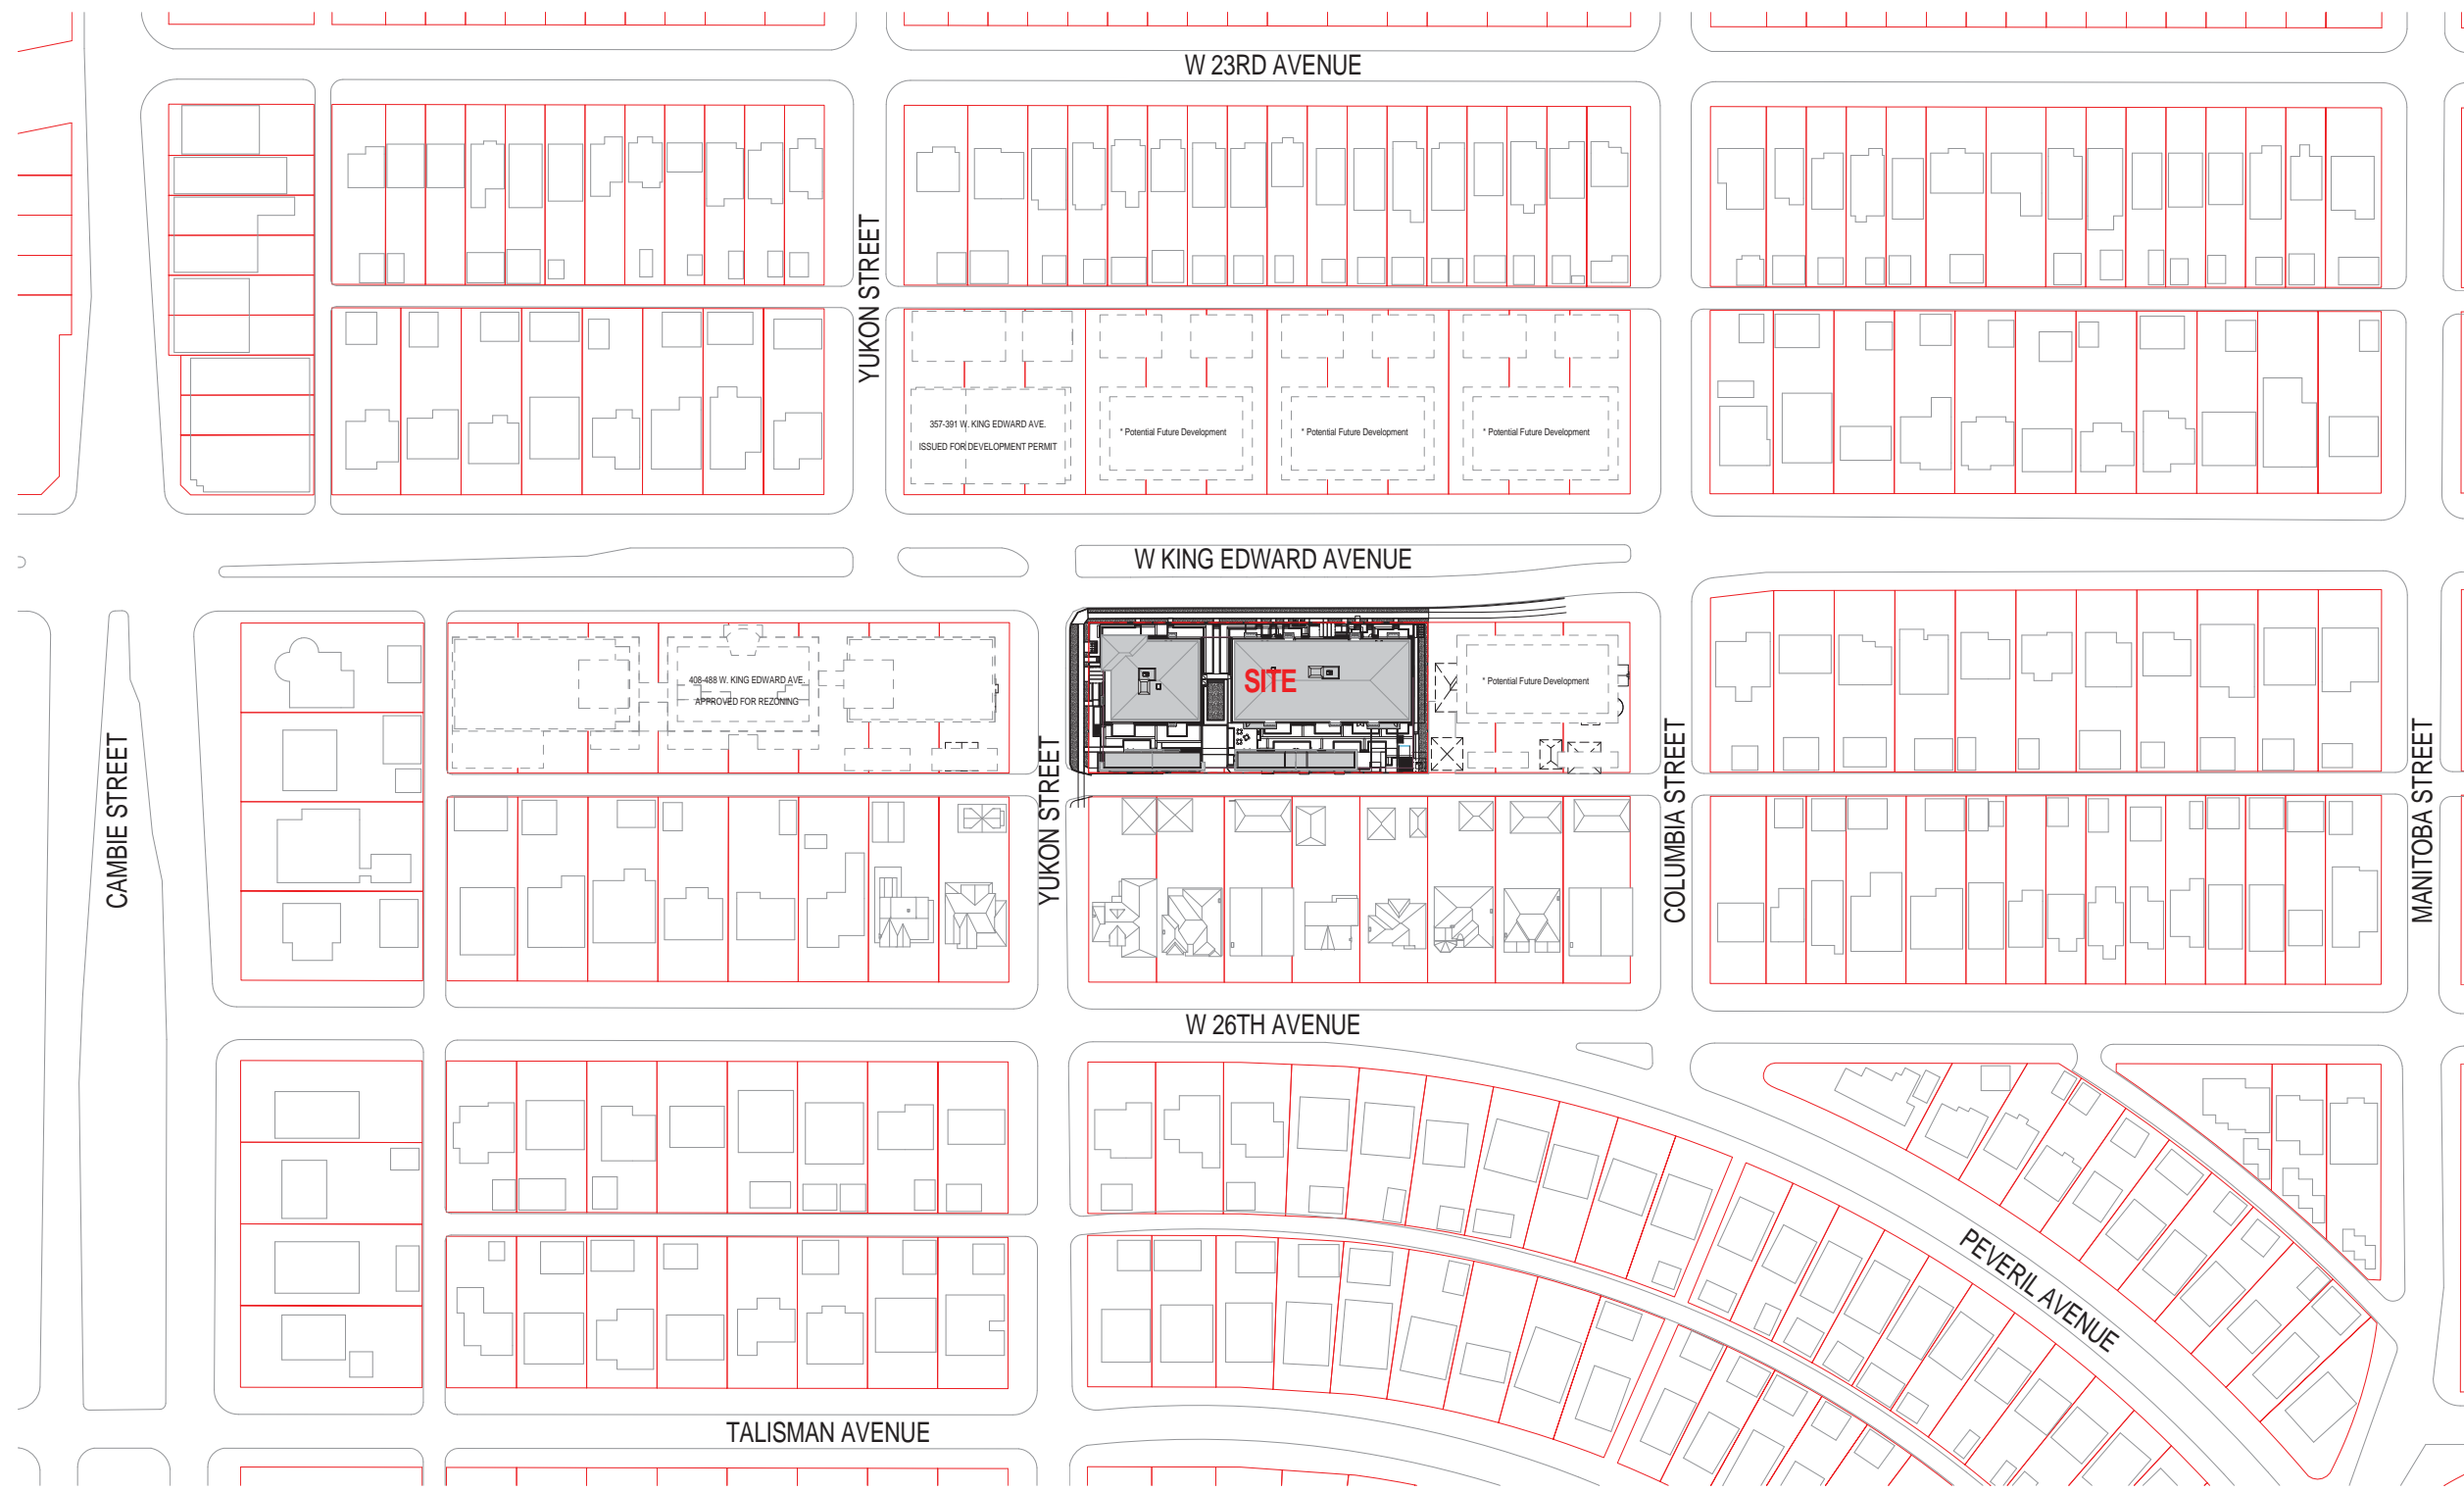 W 23RD AVENUE
YUKON STREET
357-391 W. KING EDWARD AVE.
ISSUED FOR DEVELOPMENT PERMIT
* Potential Future Development
* Potential Future Development
* Potential Future Development
W KING EDWARD AVENUE
408-488 W. KING EDWARD AVE.
APPROVED FOR REZONING
SITE
* Potential Future Development
CAMBIE STREET
YUKON STREET
COLUMBIA STREET
MANITOBA STREET
W 26TH AVENUE
PEVERIL AVENUE
TALISMAN AVENUE